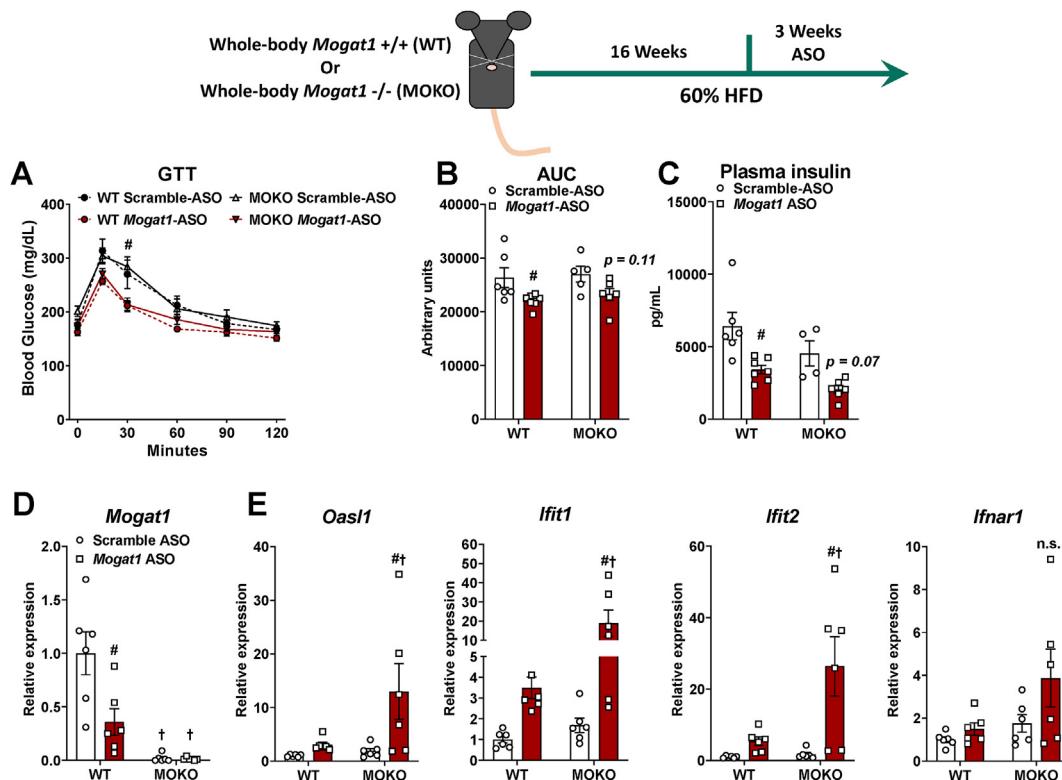 Whole-body Mogat1 +/+ (WT)
Or
Whole-body Mogat1 -/- (MOKO)
16 Weeks
3 Weeks
ASO
60% HFD
A
GTT
WT Scramble-ASO
MOKO Scramble-ASO
WT Mogat1-ASO
MOKO Mogat1-ASO
Blood Glucose (mg/dL)
400
300
200
100
0
#
0
30
60
90
120
Minutes
B
AUC
Scramble-ASO
Mogat1-ASO
Arbitrary units
40000
30000
20000
10000
0
#
p = 0.11
WT
MOKO
C
Plasma insulin
Scramble-ASO
Mogat1 ASO
pg/mL
15000
10000
5000
0
#
p = 0.07
WT
MOKO
D
Mogat1
Scramble ASO
Mogat1 ASO
Relative expression
2.0
1.5
1.0
0.5
0.0
#
†
†
WT
MOKO
E
Oasl1
Relative expression
40
30
20
10
0
#†
WT
MOKO
Ifit1
Relative expression
50
40
30
20
10
6
5
4
3
2
1
0
#†
WT
MOKO
Ifit2
Relative expression
60
40
20
0
#†
WT
MOKO
Ifnar1
Relative expression
10
8
6
4
2
0
n.s.
WT
MOKO